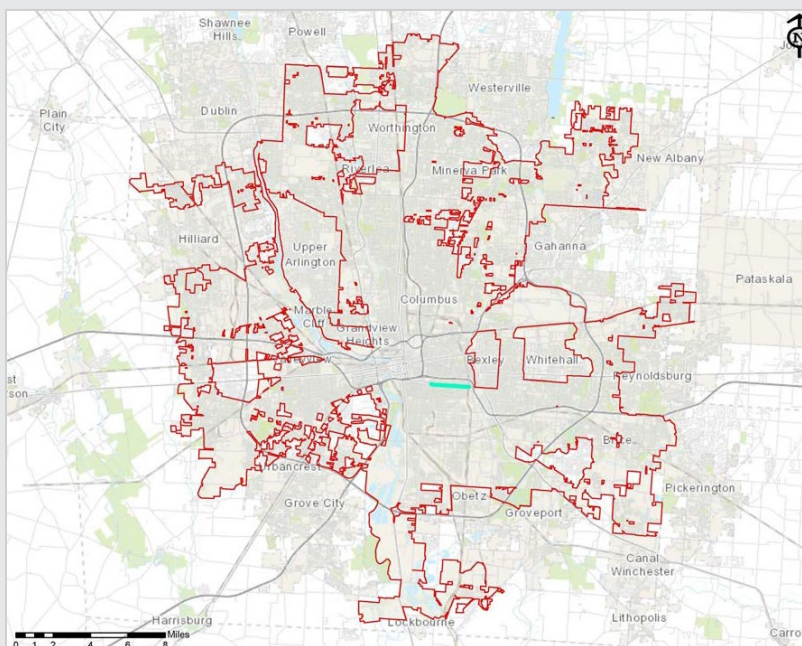 Shawnee
Hills
Powell
N
Westerville
Dublin
Plain
City
Worthington
New Albany
Riverlea
Minerva Park
Hilliard
Upper
Arlington
Gahanna
Pataskala
Columbus
Marble
Cliff
Grandview
Heights
Bexley
Whitehall
Reynoldsburg
Brice
Urbancrest
Pickerington
Obetz
Grove City
Groveport
Canal
Winchester
Harrisburg
Lockbourne
Lithopolis
0 1 2 4 6 8 Miles